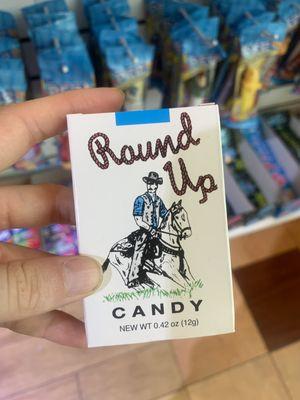 Round
Up
CANDY
NEW WT 0.42 oz (12g)